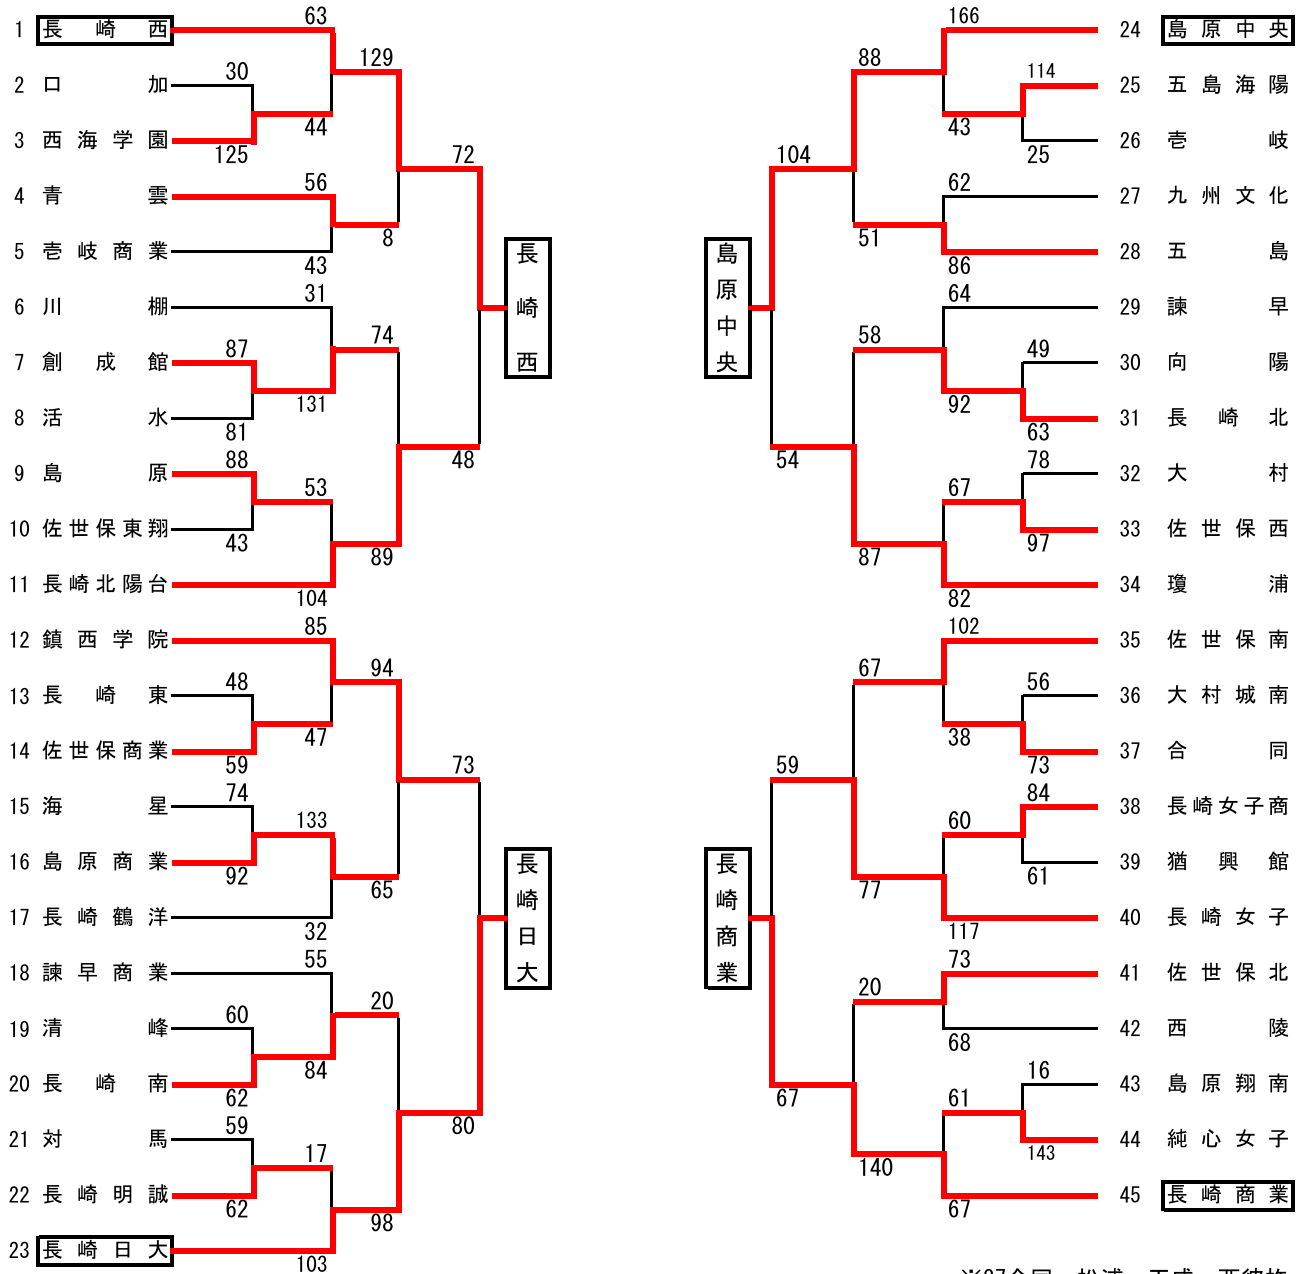 1 長崎西
63
2 口加
30
129
3 西海学園
125
44
4 青雲
56
72
5 壱岐商業
43
8
6 川棚
31
長崎西
7 創成館
87
74
8 活水
81
131
9 島原
88
53
48
10 佐世保東翔
43
11 長崎北陽台
104
89
12 鎮西学院
85
13 長崎東
48
94
14 佐世保商業
59
47
15 海星
74
73
16 島原商業
92
133
17 長崎鶴洋
32
65
長崎日大
18 諫早商業
55
19 清峰
60
20
20 長崎南
62
84
21 対馬
59
80
22 長崎明誠
62
17
23 長崎日大
103
98
166
24 島原中央
88
114
25 五島海陽
43
25
26 壱岐
104
62
27 九州文化
51
86
28 五島
島原中央
64
29 諫早
58
49
30 向陽
92
63
31 長崎北
54
78
32 大村
67
97
33 佐世保西
87
82
34 瓊浦
102
35 佐世保南
67
56
36 大村城南
38
73
37 合同
59
84
38 長崎女子商
60
61
39 猶興館
77
117
40 長崎女子
長崎商業
73
41 佐世保北
20
68
42 西陵
67
16
43 島原翔南
61
143
44 純心女子
140
67
45 長崎商業